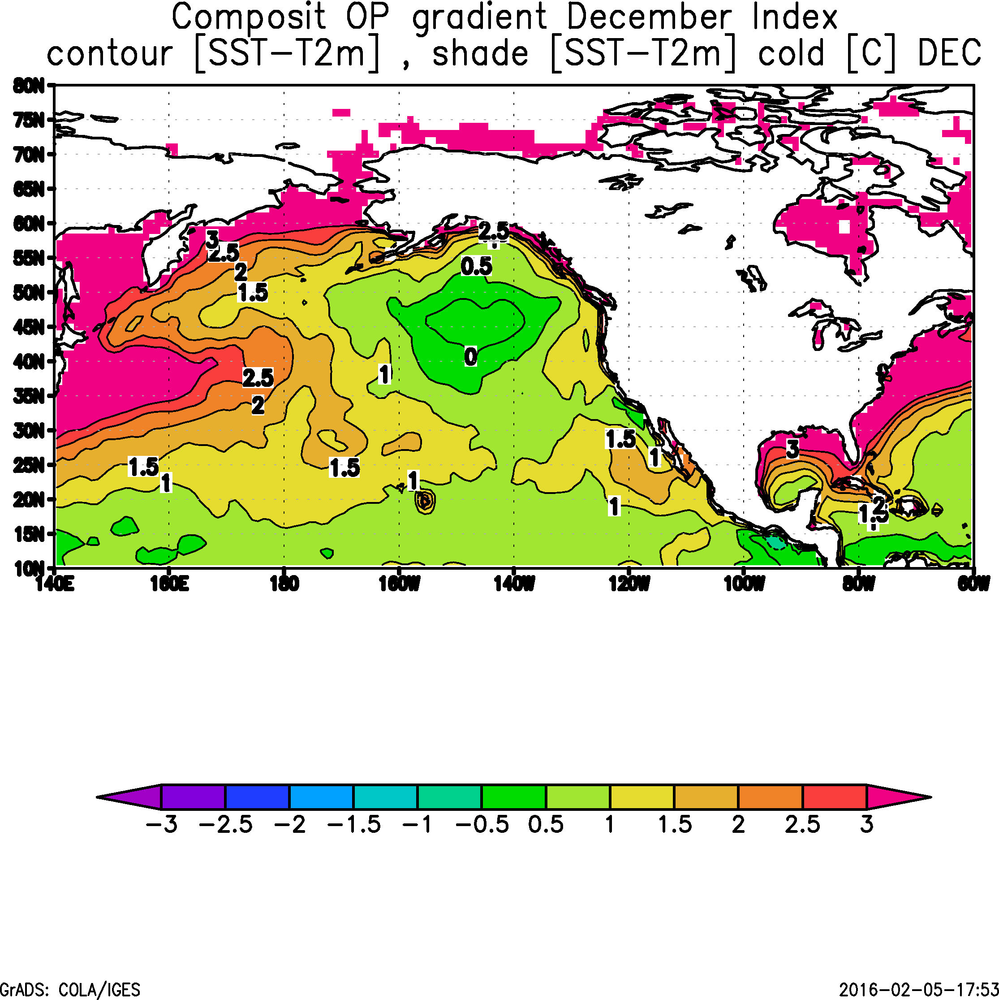 Composit OP gradient December Index
contour [SST−T2m] , shade [SST−T2m] cold [C] DEC
80N
75N
70N
65N
60N
55N
50N
45N
40N
35N
30N
25N
20N
15N
10N
3
2.5
2
1.5
2.5
0.5
0
1
2.5
2
1.5
1
1.5
1
1.5
1
1
3
2
1.5
140E 160E 180 160W 140W 120W 100W 80W 60W
−3 −2.5 −2 −1.5 −1 −0.5 0.5 1 1.5 2 2.5 3
GrADS: COLA/IGES
2016−02−05−17:53